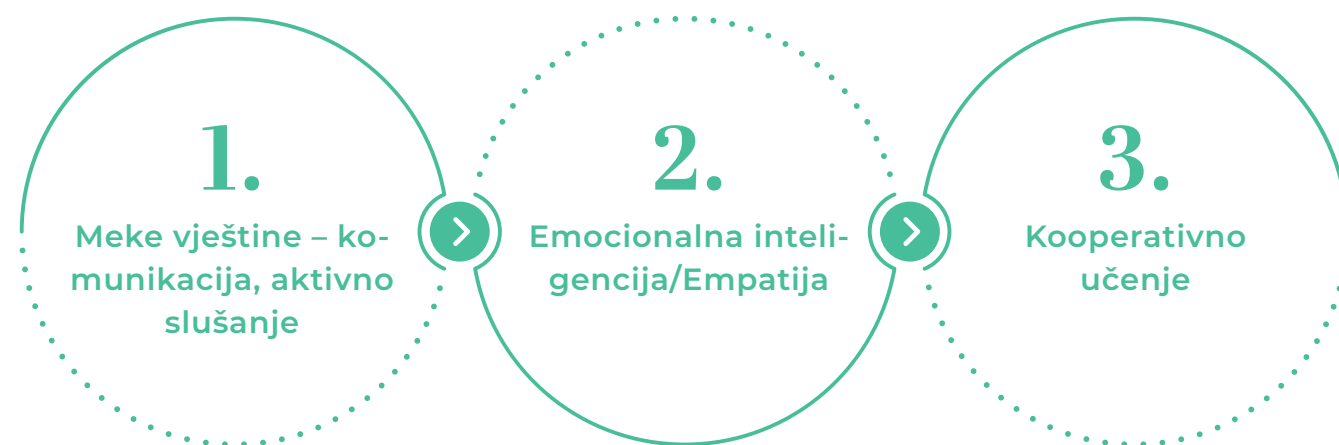 1.
Meke vještine – ko-
munikacija, aktivno
slušanje
2.
Emocionalna inteli-
gencija/Empatija
3.
Kooperativno
učenje